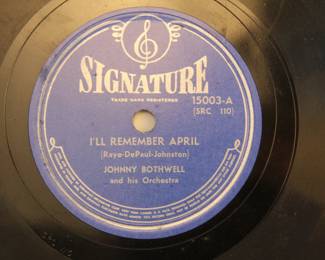 SIGNATURE
TRADE MARK REGISTERED
15003-A
(SRC 110)
I'LL REMEMBER APRIL
(Raye-DePaul-Johnston)
JOHNNY BOTHWELL
and his Orchestra